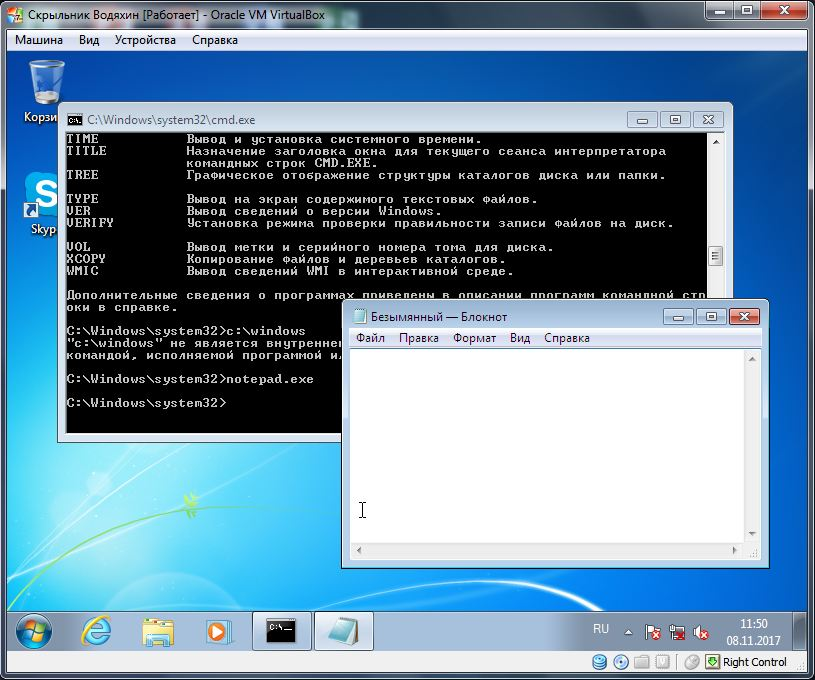 Скрыльник Водяхин [Работает] - Oracle VM VirtualBox
Машина Вид Устройства Справка
C:\Windows\system32\cmd.exe
TIME Вывод и установка системного времени.
TITLE Назначение заголовка окна для текущего сеанса интерпретатора
командных строк CMD.EXE.
TREE Графическое отображение структуры каталогов диска или папки.
TYPE Вывод на экран содержимого текстовых файлов.
VER Вывод сведений о версии Windows.
VERIFY Установка режима проверки правильности записи файлов на диск.
VOL Вывод метки и серийного номера тома для диска.
XCOPY Копирование файлов и деревьев каталогов.
WMIC Вывод сведений WMI в интерактивной среде.
Дополнительные сведения о программах приведены в описании программ командной стр
оки в справке.
C:\Windows\system32>c:\windows
"c:\windows" не является внутренне
командой, исполняемой программой ил
C:\Windows\system32>notepad.exe
C:\Windows\system32>
Корзи
Skyp
Безымянный — Блокнот
Файл Правка Формат Вид Справка
RU
11:50
08.11.2017
Right Control